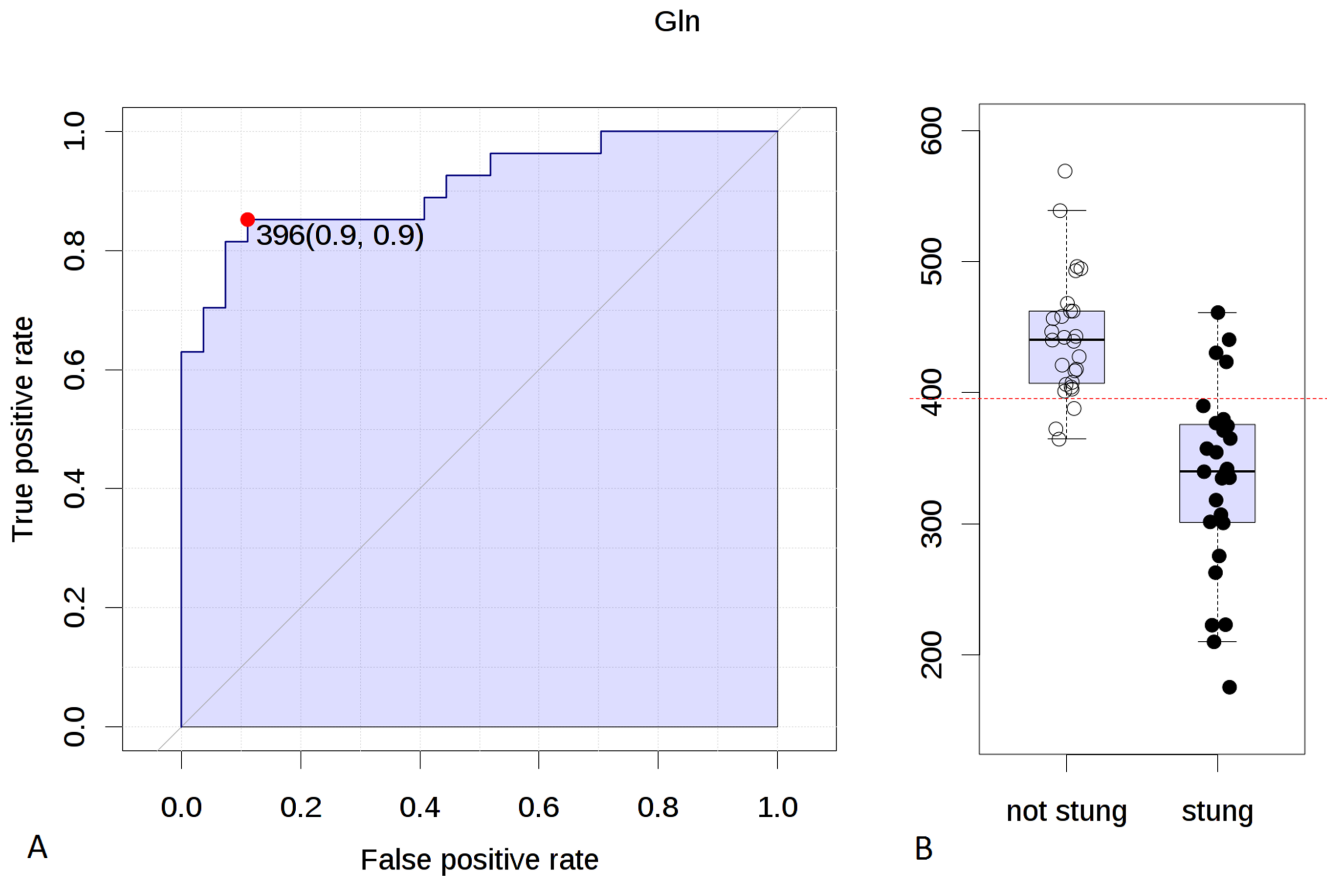 Gln
True positive rate
1.0
0.8
0.6
0.4
0.2
0.0
396(0.9, 0.9)
0.0 0.2 0.4 0.6 0.8 1.0
False positive rate
A
600
500
400
300
200
not stung stung
B